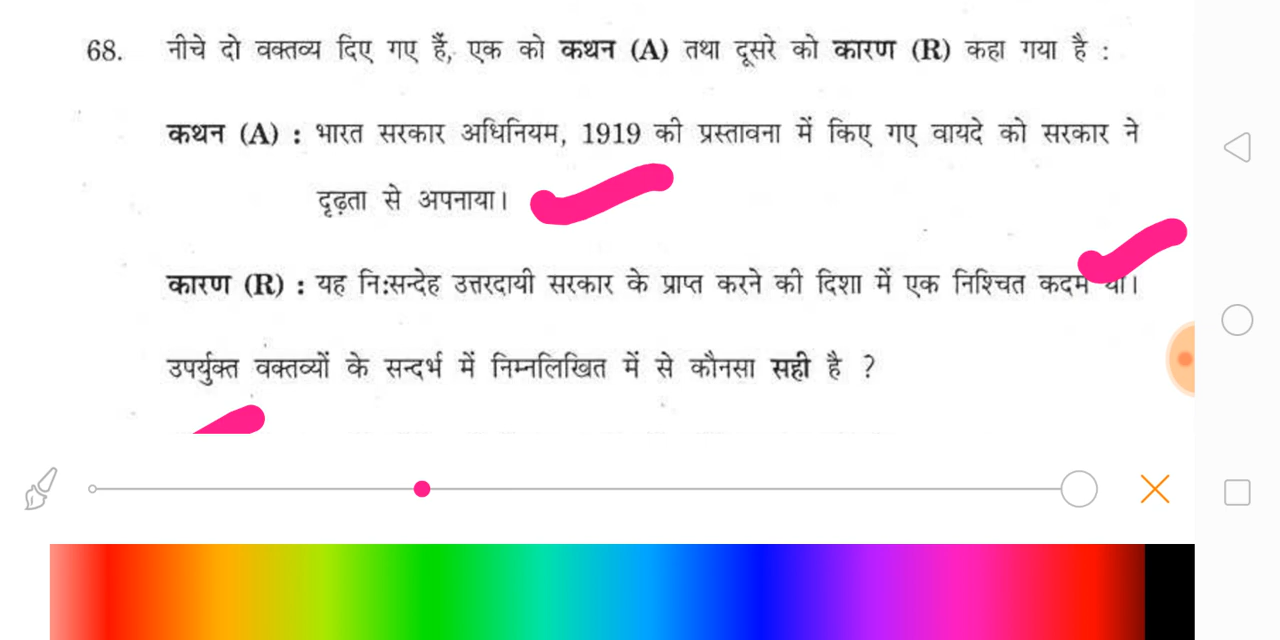 68. नीचे दो वक्तव्य दिए गए हैं, एक को कथन (A) तथा दूसरे को कारण (R) कहा गया है :
कथन (A) : भारत सरकार अधिनियम, 1919 की प्रस्तावना में किए गए वायदे को सरकार ने
दृढ़ता से अपनाया।
कारण (R) : यह नि:सन्देह उत्तरदायी सरकार के प्राप्त करने की दिशा में एक निश्चित कदम था।
उपर्युक्त वक्तव्यों के सन्दर्भ में निम्नलिखित में से कौनसा सही है ?